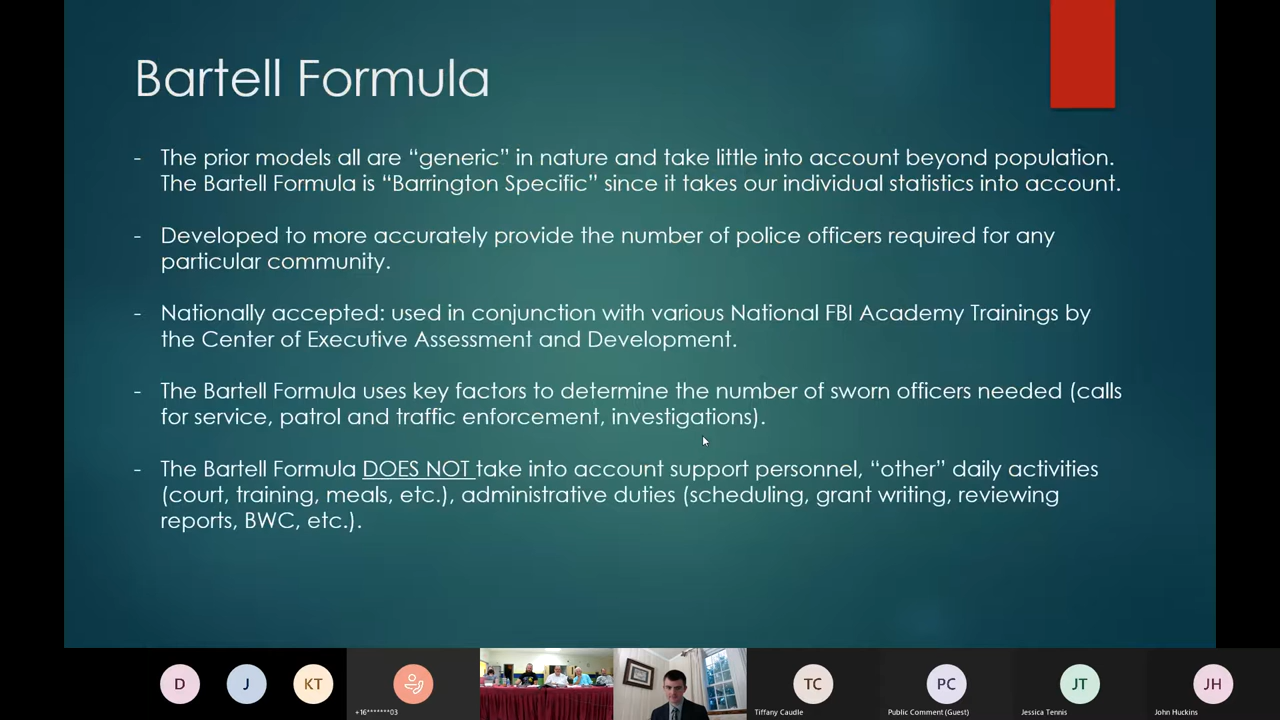 Bartell Formula
- The prior models all are “generic” in nature and take little into account beyond population.
The Bartell Formula is “Barrington Specific” since it takes our individual statistics into account.
- Developed to more accurately provide the number of police officers required for any
particular community.
- Nationally accepted: used in conjunction with various National FBI Academy Trainings by
the Center of Executive Assessment and Development.
- The Bartell Formula uses key factors to determine the number of sworn officers needed (calls
for service, patrol and traffic enforcement, investigations).
- The Bartell Formula DOES NOT take into account support personnel, “other” daily activities
(court, training, meals, etc.), administrative duties (scheduling, grant writing, reviewing
reports, BWC, etc.).
D J KT TC PC JT JH
+16*******03 Tiffany Caudle Public Comment (Guest) Jessica Tennis John Huckins